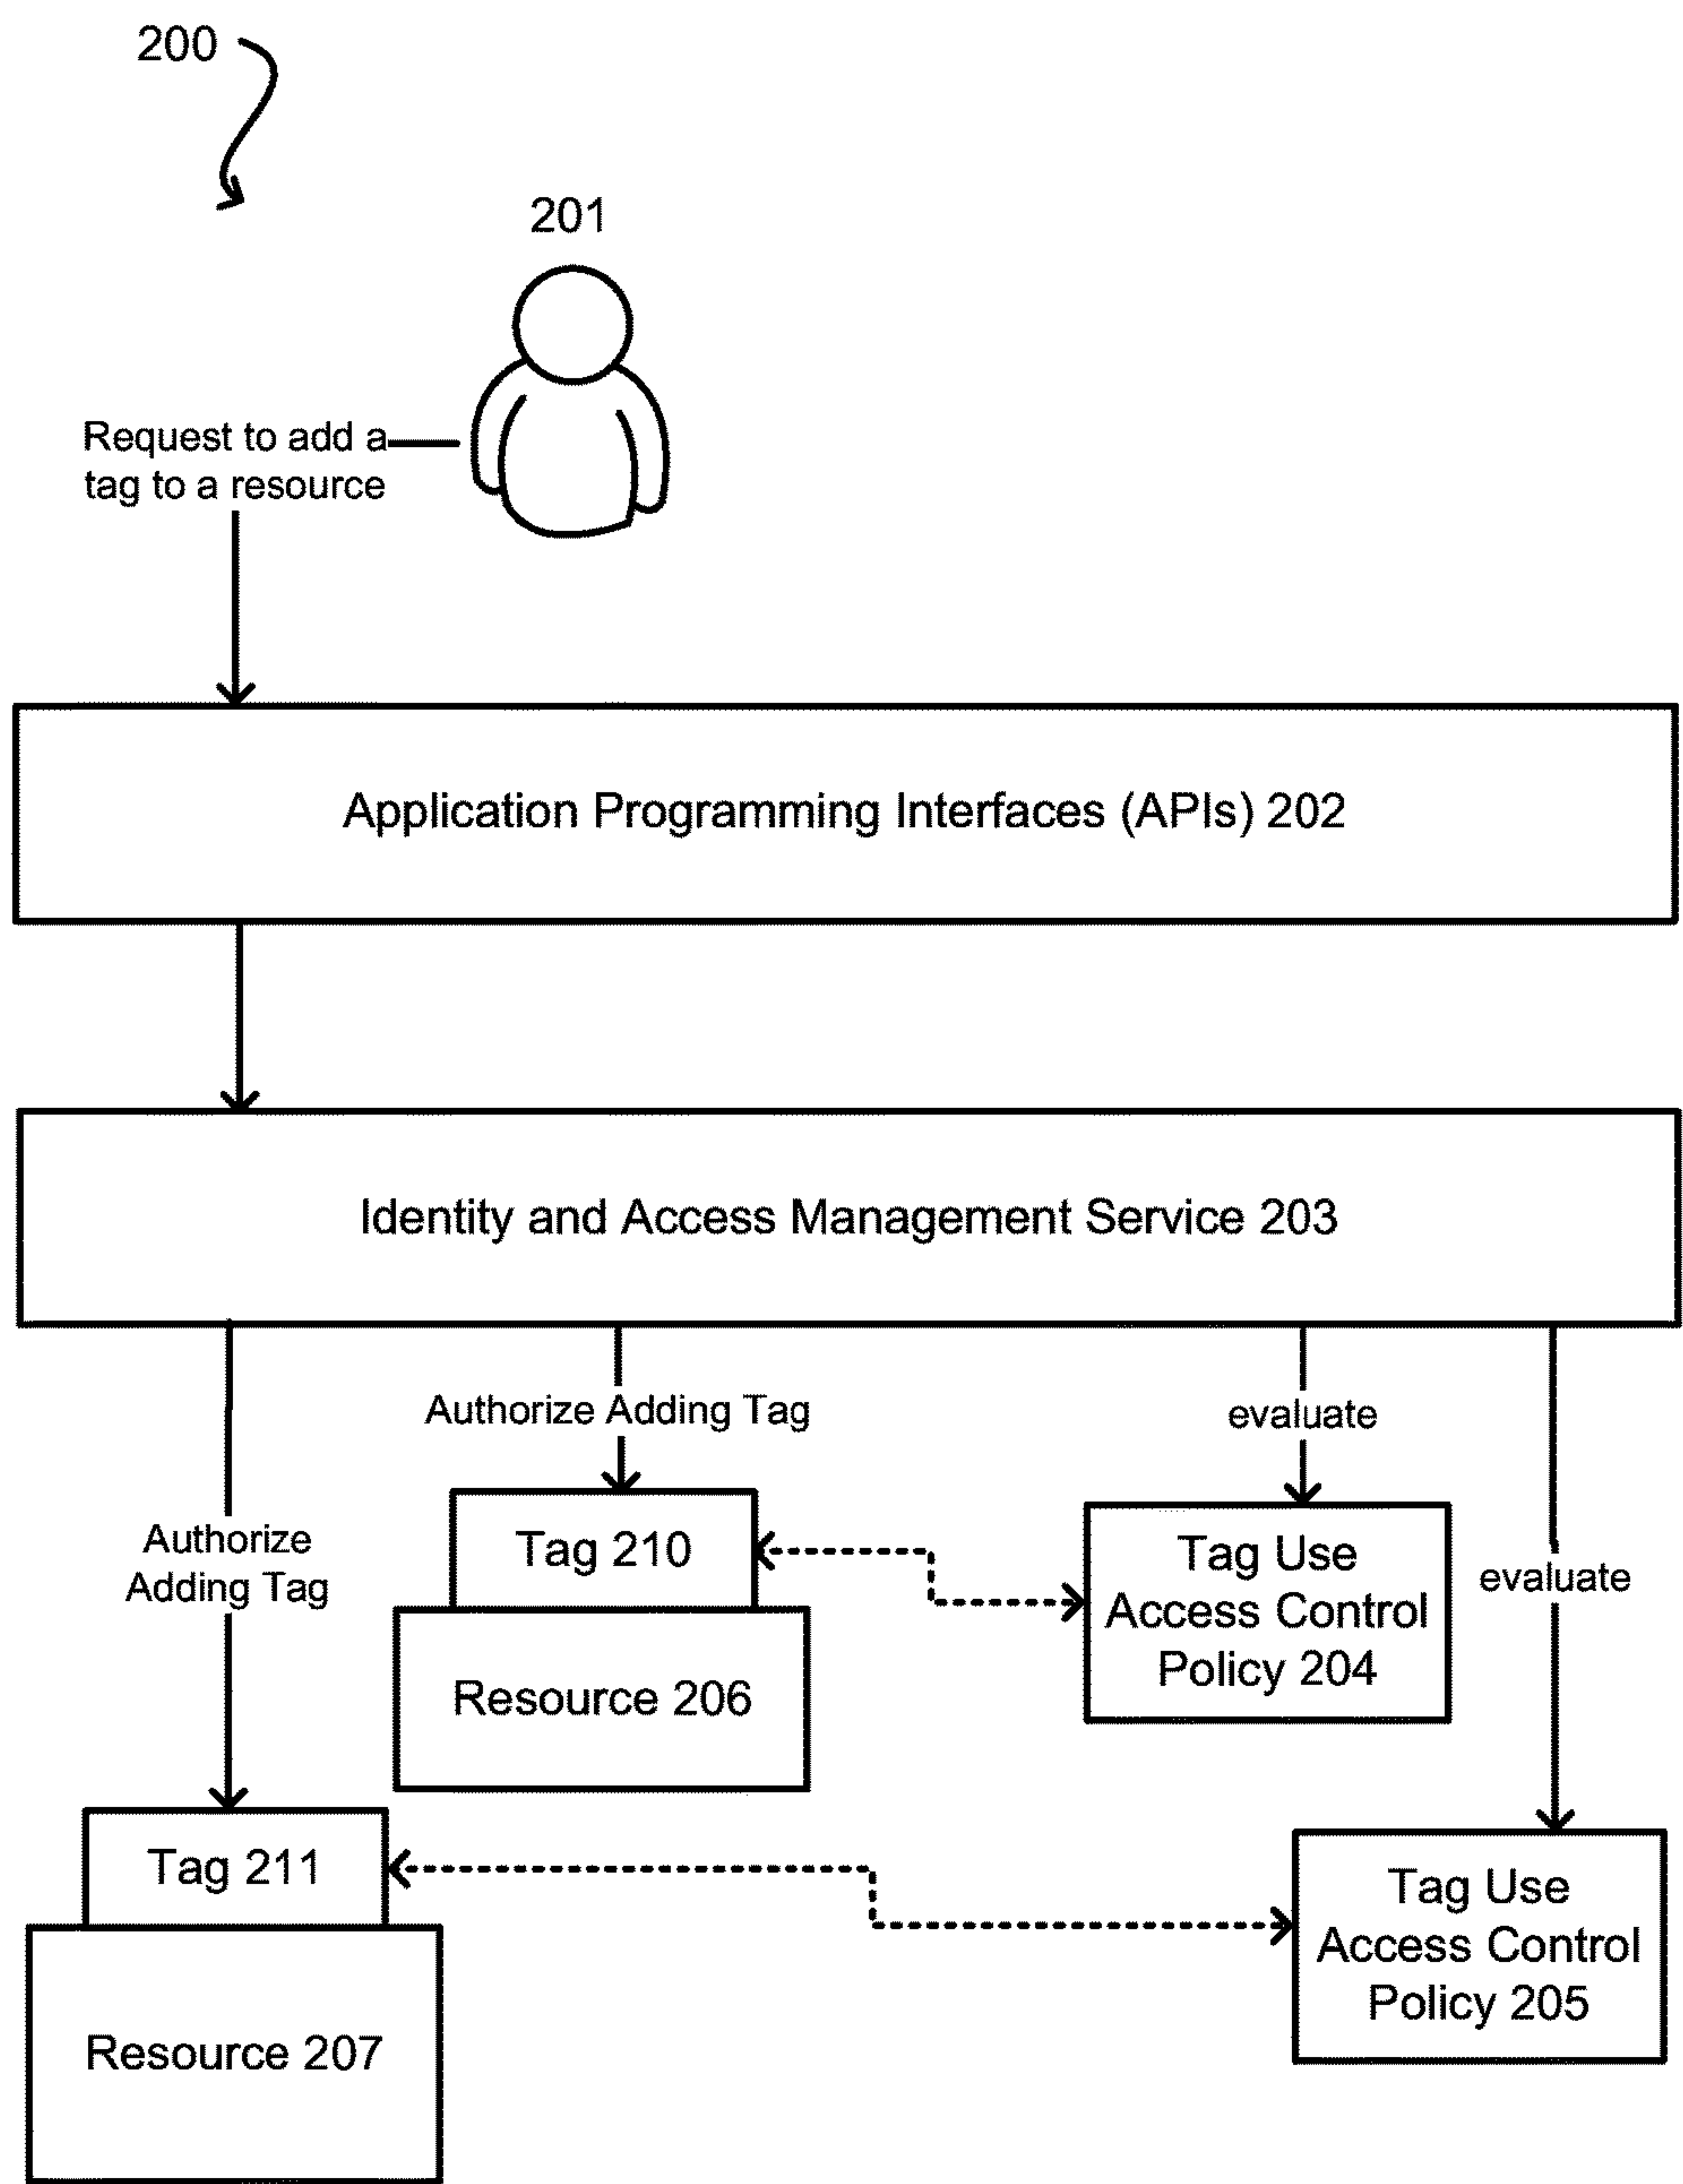 200
201
Request to add a
tag to a resource
Application Programming Interfaces (APIs) 202
Identity and Access Management Service 203
Authorize Adding Tag
evaluate
Authorize
Adding Tag
Tag 210
Resource 206
Tag Use
Access Control
Policy 204
evaluate
Tag 211
Resource 207
Tag Use
Access Control
Policy 205